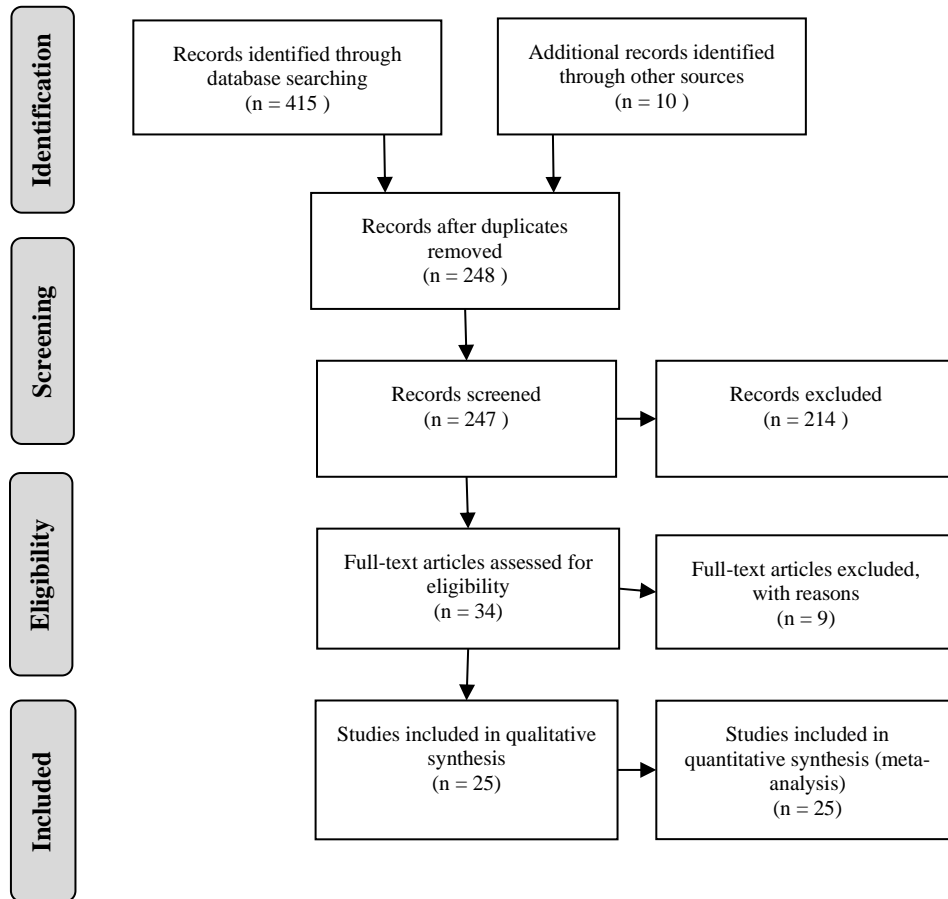 Identification
Records identified through
database searching
(n = 415 )
Additional records identified
through other sources
(n = 10 )
Records after duplicates
removed
(n = 248 )
Screening
Records screened
(n = 247 )
Records excluded
(n = 214 )
Eligibility
Full-text articles assessed for
eligibility
(n = 34)
Full-text articles excluded,
with reasons
(n = 9)
Included
Studies included in qualitative
synthesis
(n = 25)
Studies included in
quantitative synthesis (meta-
analysis)
(n = 25)